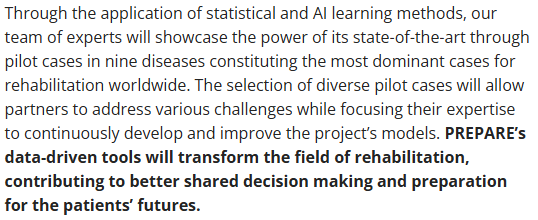 Through the application of statistical and AI learning methods, our
team of experts will showcase the power of its state-of-the-art through
pilot cases in nine diseases constituting the most dominant cases for
rehabilitation worldwide. The selection of diverse pilot cases will allow
partners to address various challenges while focusing their expertise
to continuously develop and improve the project’s models. PREPARE’s
data-driven tools will transform the field of rehabilitation,
contributing to better shared decision making and preparation
for the patients’ futures.